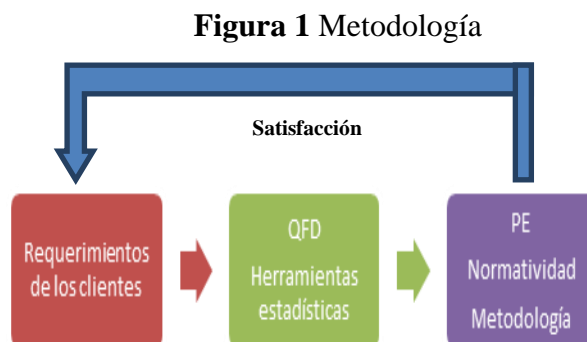 Figura 1 Metodología
Satisfacción
Requerimientos
de los clientes
QFD
Herramientas
estadísticas
PE
Normatividad
Metodología